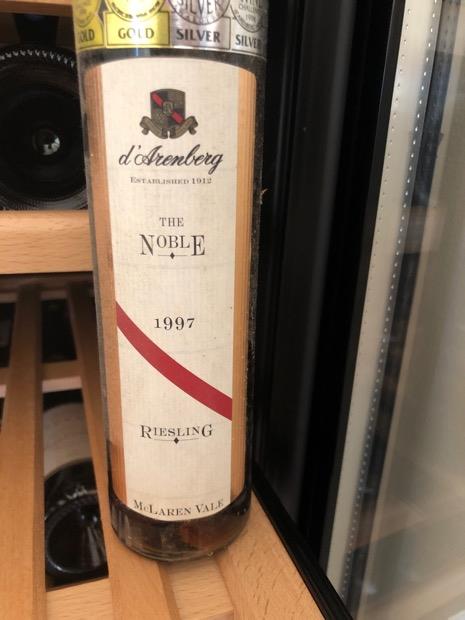 GOLD GOLD SILVER SILVER
d'Arenberg
ESTABLISHED 1912
THE
NOBLE
1997
RIESLING
McLAREN VALE